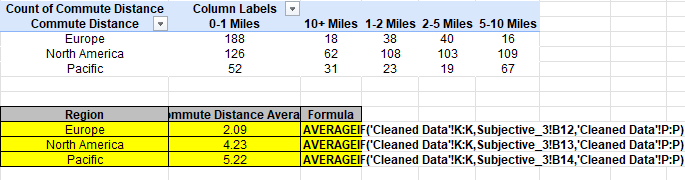 Count of Commute Distance Column Labels
Commute Distance 0-1 Miles 10+ Miles 1-2 Miles 2-5 Miles 5-10 Miles
Europe 188 18 38 40 16
North America 126 62 108 103 109
Pacific 52 31 23 19 67
Region ommute Distance Avera Formula
Europe 2.09 AVERAGEIF('Cleaned Data'!K:K,Subjective_3!B12,'Cleaned Data'!P:P)
North America 4.23 AVERAGEIF('Cleaned Data'!K:K,Subjective_3!B13,'Cleaned Data'!P:P)
Pacific 5.22 AVERAGEIF('Cleaned Data'!K:K,Subjective_3!B14,'Cleaned Data'!P:P)